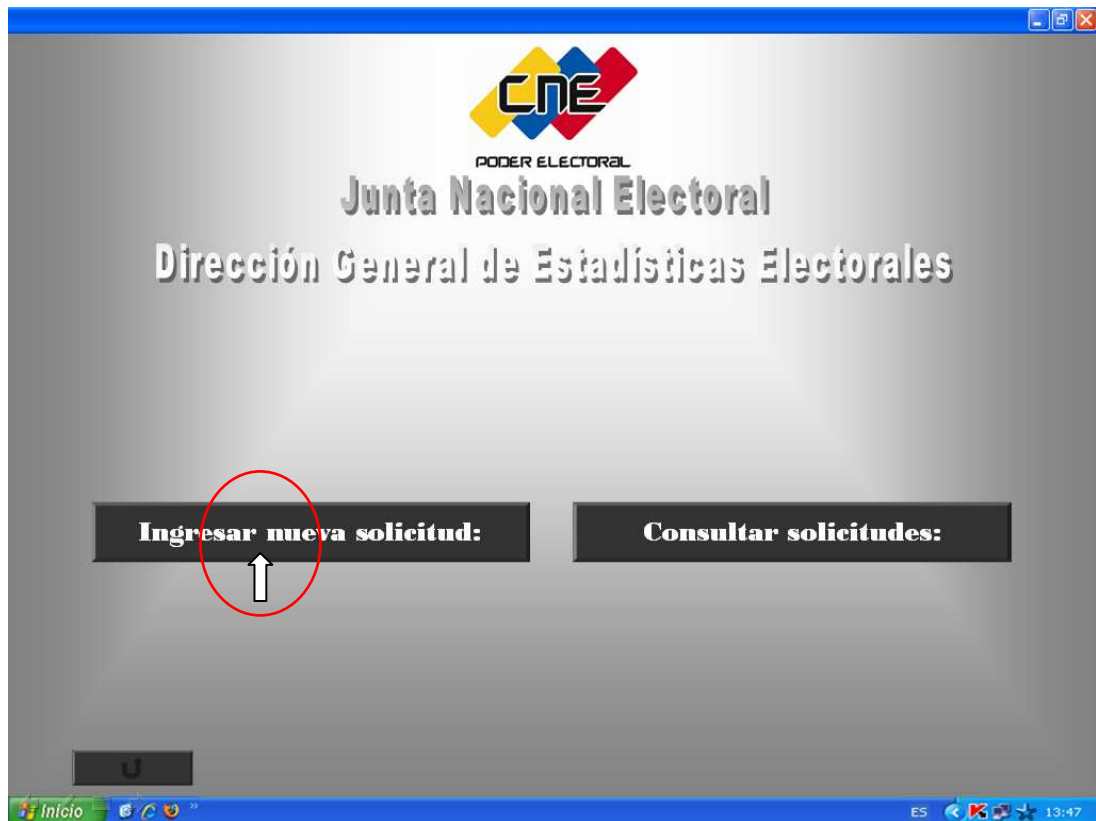 CNE
PODER ELECTORAL
Junta Nacional Electoral
Dirección General de Estadísticas Electorales
Ingresar nueva solicitud:
Consultar solicitudes:
Inicio
ES
13:47